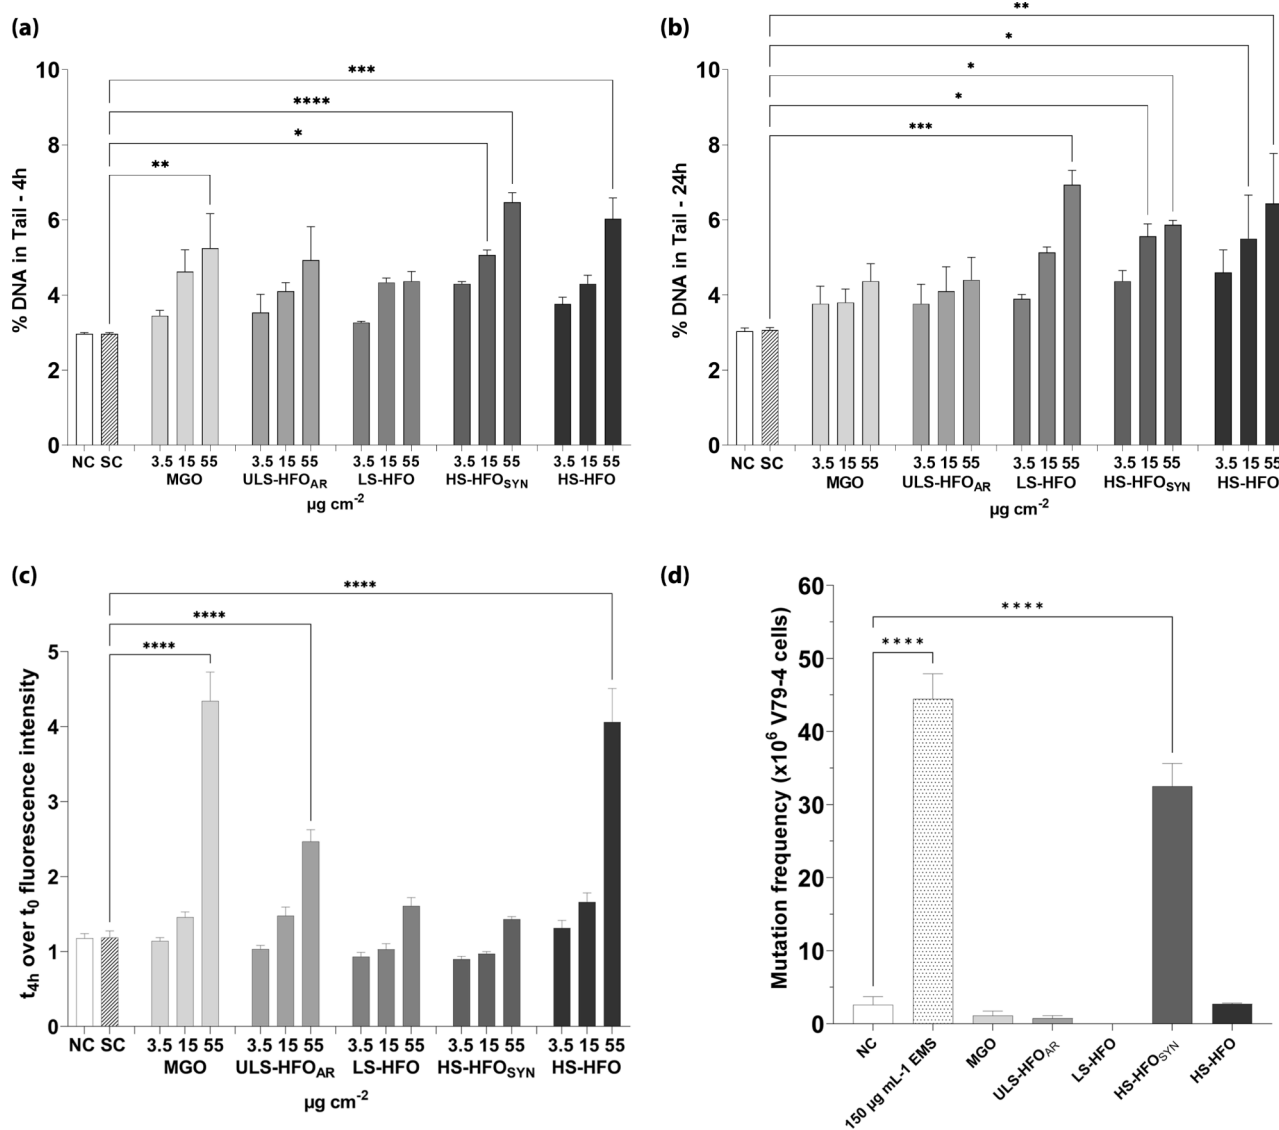 (a)
% DNA in Tail - 4h
10
8
6
4
2
0
***
****
*
**
NC SC
3.5 15 55 3.5 15 55 3.5 15 55 3.5 15 55 3.5 15 55
MGO ULS-HFOAR LS-HFO HS-HFOSYN HS-HFO
µg cm-2
(b)
% DNA in Tail - 24h
10
8
6
4
2
0
**
*
*
*
***
NC SC
3.5 15 55 3.5 15 55 3.5 15 55 3.5 15 55 3.5 15 55
MGO ULS-HFOAR LS-HFO HS-HFOSYN HS-HFO
µg cm-2
(c)
t4h over t0 fluorescence intensity
5
4
3
2
1
0
****
****
****
NC SC
3.5 15 55 3.5 15 55 3.5 15 55 3.5 15 55 3.5 15 55
MGO ULS-HFOAR LS-HFO HS-HFOSYN HS-HFO
µg cm-2
(d)
Mutation frequency (x106 V79-4 cells)
60
50
40
30
20
10
0
****
****
NC
150 µg mL-1 EMS
MGO
ULS-HFOAR
LS-HFO
HS-HFOSYN
HS-HFO